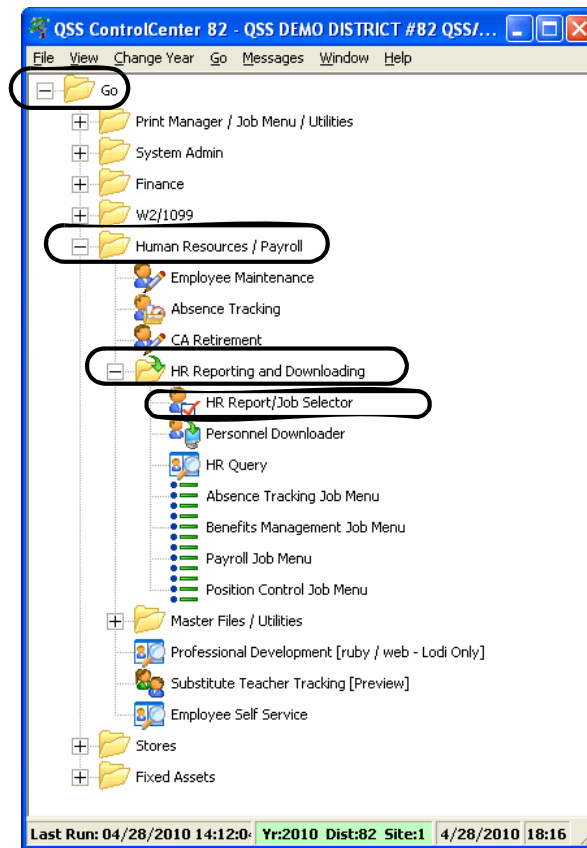 QSS ControlCenter 82 - QSS DEMO DISTRICT #82 QSS/...
File View Change Year Go Messages Window Help
Go
Print Manager / Job Menu / Utilities
System Admin
Finance
W2/1099
Human Resources / Payroll
Employee Maintenance
Absence Tracking
CA Retirement
HR Reporting and Downloading
HR Report/Job Selector
Personnel Downloader
HR Query
Absence Tracking Job Menu
Benefits Management Job Menu
Payroll Job Menu
Position Control Job Menu
Master Files / Utilities
Professional Development [ruby / web - Lodi Only]
Substitute Teacher Tracking [Preview]
Employee Self Service
Stores
Fixed Assets
Last Run: 04/28/2010 14:12:0 Yr:2010 Dist:82 Site:1 4/28/2010 18:16